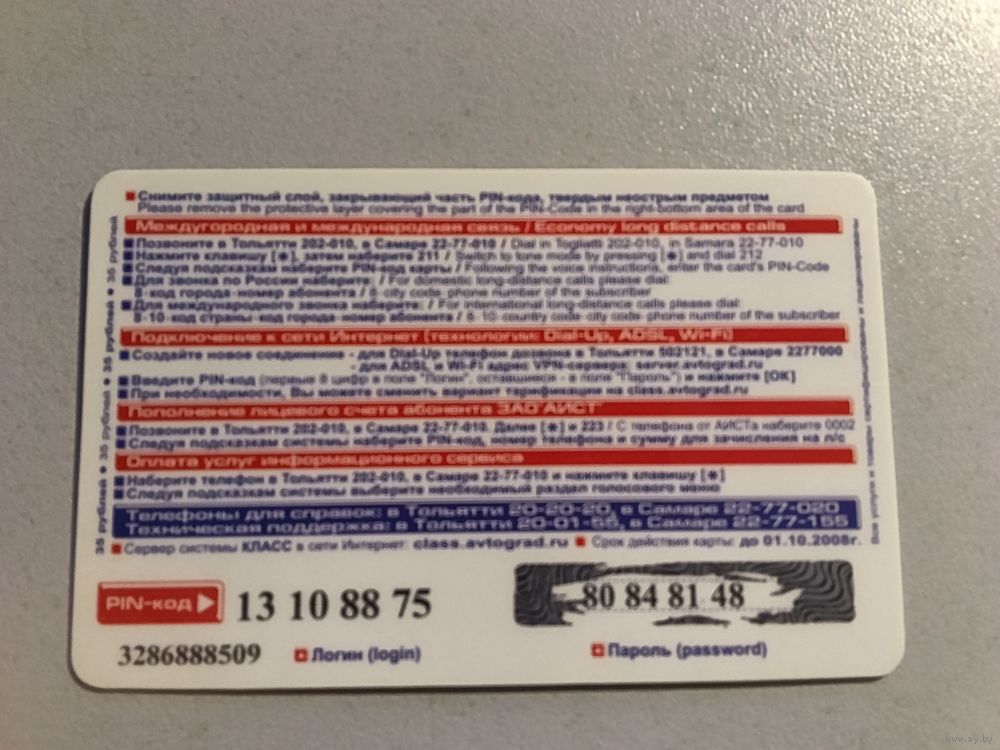 Снимите защитный слой, закрывающий часть PIN-кода, твердым неострым предметом
Please remove the protective layer covering the part of the PIN-Code in the right-bottom area of the card
Междугородная и международная связь / Economy long distance calls
Позвоните в Тольятти 202-010, в Самаре 22-77-010 / Dial in Togliatti 202-010, in Samara 22-77-010
Нажмите клавишу [*], затем наберите 211 / Switch to tone mode by pressing [*] and dial 212
Следуя подсказкам наберите PIN-код карты / Following the voice instructions, enter the card's PIN-Code
Для звонка по России наберите: / For domestic long-distance calls please dial:
8-код города-номер абонента / 8-city code-phone number of the subscriber
Для международного звонка наберите: / For international long-distance calls please dial:
8-10-код страны-код города-номер абонента / 8-10-country code-city code-phone number of the subscriber
Подключение к сети Интернет (технологии: Dial-Up, ADSL, Wi-Fi)
Создайте новое соединение - для Dial-Up телефон дозвона в Тольятти 502121, в Самаре 2277000
- для ADSL и Wi-Fi адрес VPN-сервера: server.avtograd.ru
Введите PIN-код (первые 8 цифр в поле "Логин", оставшиеся - в поле "Пароль") и нажмите [OK]
При необходимости, Вы можете сменить вариант тарификации на class.avtograd.ru
Пополнение лицевого счета абонента ЗАО"АИСТ"
Позвоните в Тольятти 202-010, в Самаре 22-77-010. Далее [*] и 223 / С телефона от АИСТа наберите 0002
Следуя подсказкам системы наберите PIN-код, номер телефона и сумму для зачисления на л/с
Оплата услуг информационного сервиса
Наберите телефон в Тольятти 202-010, в Самаре 22-77-010 и нажмите клавишу [*]
Следуя подсказкам системы выберите необходимый раздел голосового меню
Телефоны для справок: в Тольятти 20-20-20, в Самаре 22-77-020
Техническая поддержка: в Тольятти 20-01-55, в Самаре 22-77-155
Сервер системы КЛАСС в сети Интернет: class.avtograd.ru Срок действия карты: до 01.10.2008г.
35 рублей • 35 рублей • 35 рублей • 35 рублей
Все услуги и товары сертифицированы и лицензированы
PIN-код 13 10 88 75 80 84 81 48
3286888509 Логин (login) Пароль (password)
www.ay.by